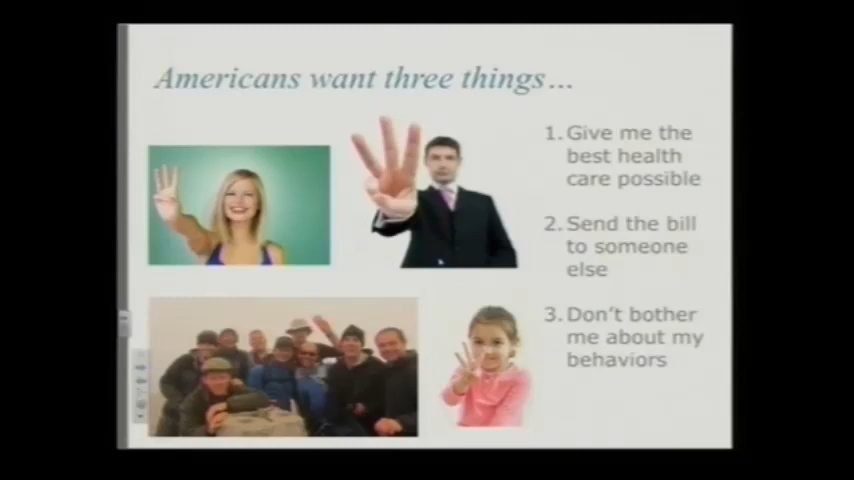 Americans want three things...
1. Give me the
best health
care possible
2. Send the bill
to someone
else
3. Don't bother
me about my
behaviors